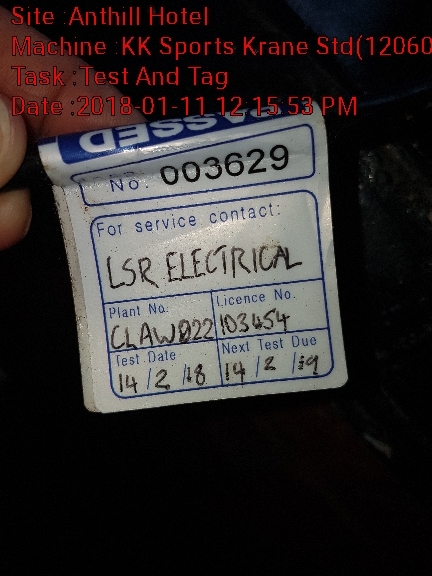 Site :Anthill Hotel
Machine :KK Sports Krane Std(12060
Task :Test And Tag
Date :2018-01-11 12 15 53 PM
PASSED
No. 003629
For service contact:
LSR ELECTRICAL
Plant No. Licence No.
CLAW022 103454
Test Date Next Test Due
14/2/18 14/2/19